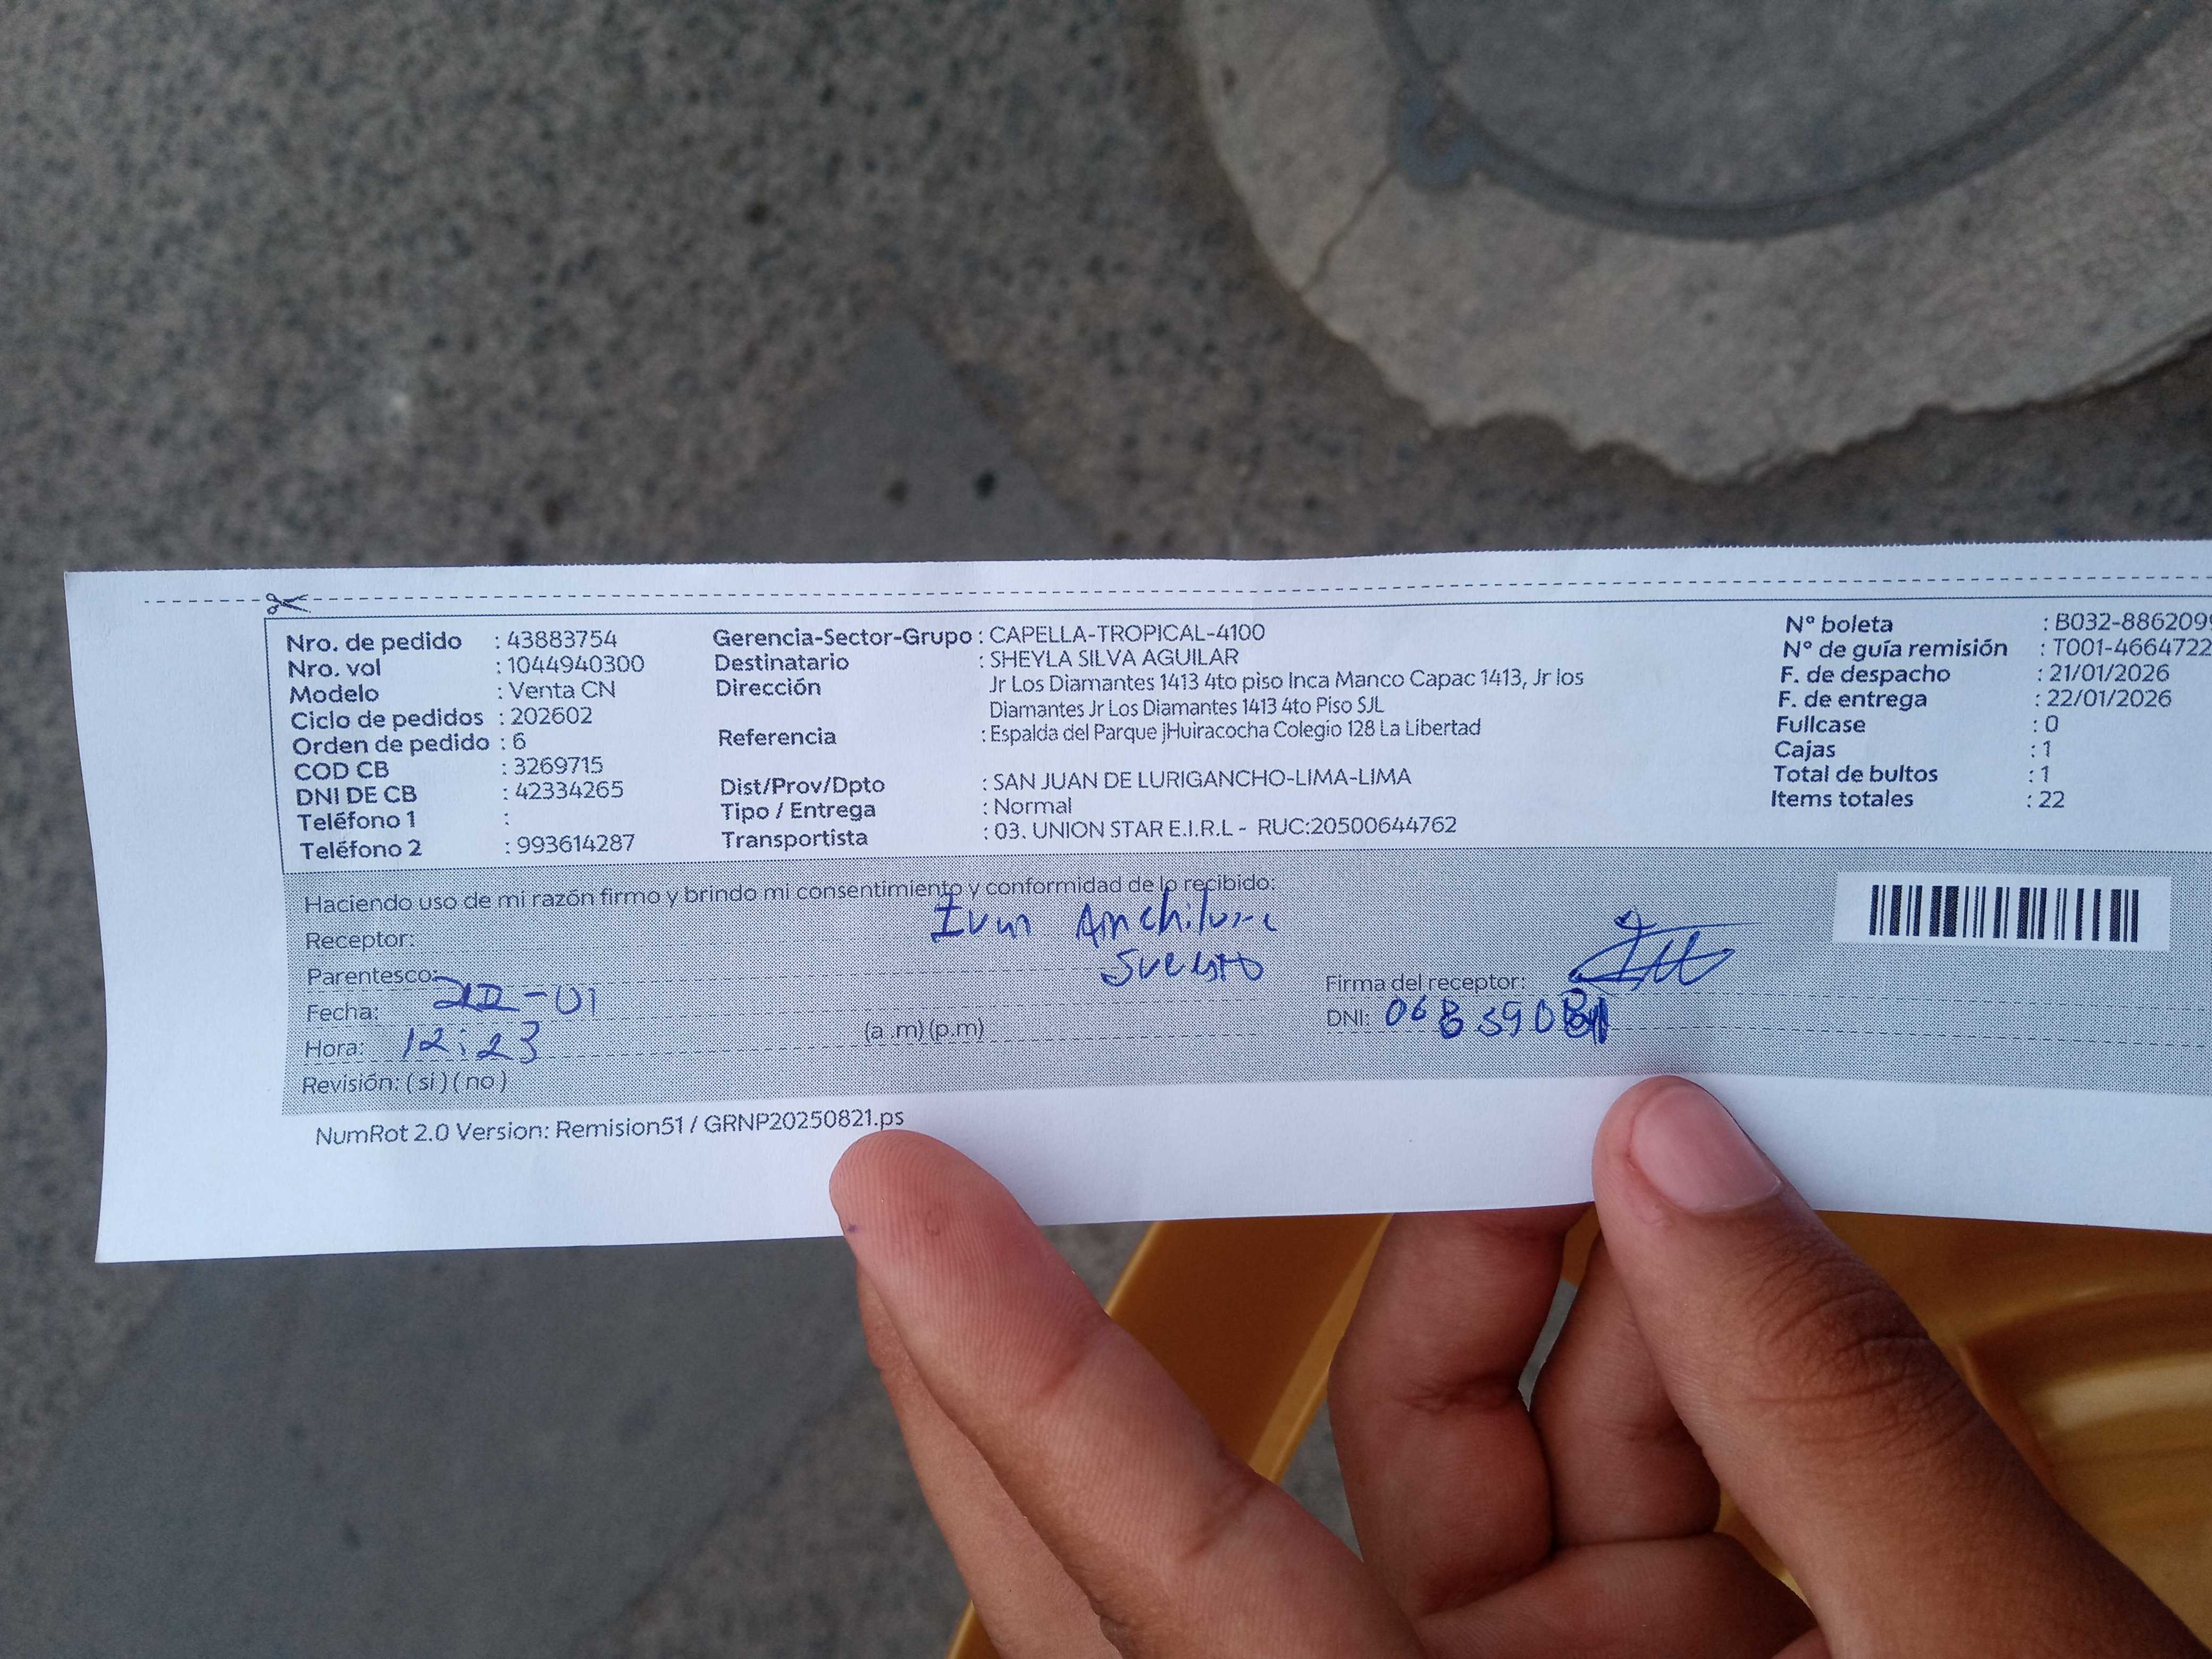 Nro. de pedido : 43883754
Nro. vol : 1044940300
Modelo : Venta CN
Ciclo de pedidos : 202602
Orden de pedido : 6
COD CB : 3269715
DNI DE CB : 42334265
Teléfono 1 :
Teléfono 2 : 993614287
Gerencia-Sector-Grupo : CAPELLA-TROPICAL-4100
Destinatario : SHEYLA SILVA AGUILAR
Dirección Jr Los Diamantes 1413 4to piso Inca Manco Capac 1413, Jr los
Diamantes Jr Los Diamantes 1413 4to Piso SJL
Referencia : Espalda del Parque jHuiracocha Colegio 128 La Libertad
Dist/Prov/Dpto : SAN JUAN DE LURIGANCHO-LIMA-LIMA
Tipo / Entrega : Normal
Transportista : 03. UNION STAR E.I.R.L - RUC:20500644762
N° boleta : B032-8862099
N° de guía remisión : T001-4664722
F. de despacho : 21/01/2026
F. de entrega : 22/01/2026
Fullcase : 0
Cajas : 1
Total de bultos : 1
Items totales : 22
Haciendo uso de mi razón firmo y brindo mi consentimiento y conformidad de lo recibido:
Receptor:
Parentesco:
Fecha: 22-01
Hora: 12:23 (a .m) (p.m)
Revisión: ( si ) ( no )
Firma del receptor:
DNI:
NumRot 2.0 Version: Remision51 / GRNP20250821.ps